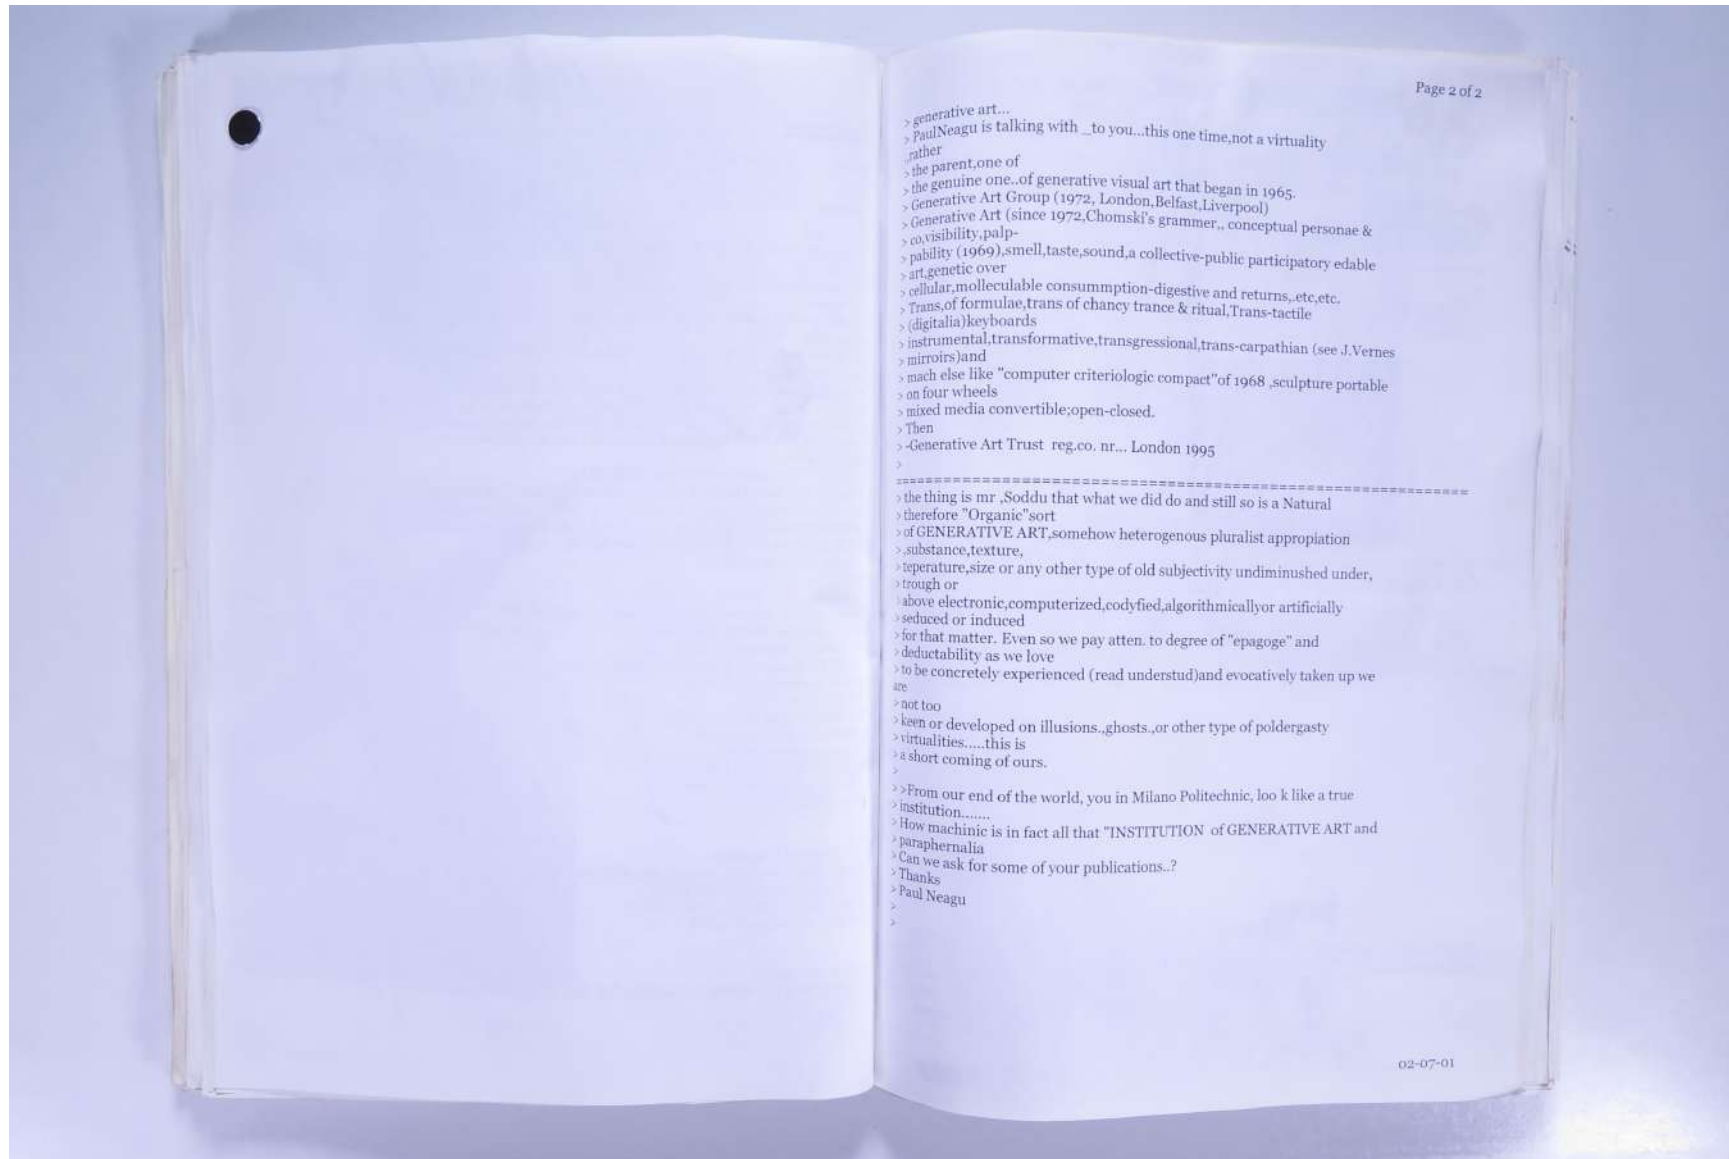 Page 2 of 2
> generative art...
> PaulNeagu is talking with _to you...this one time,not a virtuality
,,rather
> the parent,one of
> the genuine one..of generative visual art that began in 1965.
> Generative Art Group (1972, London,Belfast,Liverpool)
> Generative Art (since 1972,Chomski's grammer,, conceptual personae &
> co,visibility,palp-
> pability (1969),smell,taste,sound,a collective-public participatory edable
> art,genetic over
> cellular,molleculable consummption-digestive and returns,.etc,etc.
> Trans,of formulae,trans of chancy trance & ritual,Trans-tactile
> (digitalia)keyboards
> instrumental,transformative,transgressional,trans-carpathian (see J.Vernes
> mirroirs)and
> mach else like "computer criteriologic compact"of 1968 ,sculpture portable
> on four wheels
> mixed media convertible;open-closed.
> Then
> -Generative Art Trust  reg.co. nr... London 1995
>
==================================================================
> the thing is mr ,Soddu that what we did do and still so is a Natural
> therefore "Organic"sort
> of GENERATIVE ART,somehow heterogenous pluralist appropiation
> ,substance,texture,
> teperature,size or any other type of old subjectivity undiminushed under,
> trough or
> above electronic,computerized,codyfied,algorithmicallyor artificially
> seduced or induced
> for that matter. Even so we pay atten. to degree of "epagoge" and
> deductability as we love
> to be concretely experienced (read understud)and evocatively taken up we
are
> not too
> keen or developed on illusions.,ghosts.,or other type of poldergasty
> virtualities.....this is
> a short coming of ours.
>
> >From our end of the world, you in Milano Politechnic, loo k like a true
> institution.......
> How machinic is in fact all that "INSTITUTION  of GENERATIVE ART and
> paraphernalia
> Can we ask for some of your publications..?
> Thanks
> Paul Neagu
>
>
02-07-01